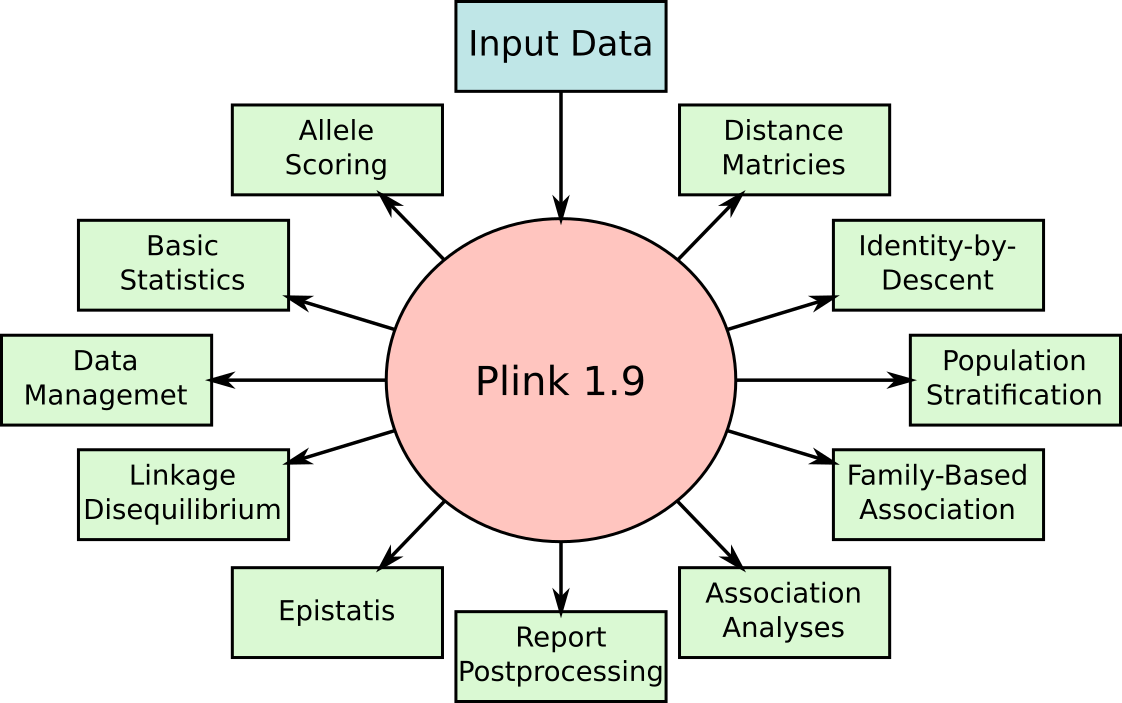 Input Data
Allele
Scoring
Distance
Matricies
Basic
Statistics
Identity-by-
Descent
Data
Managemet
Plink 1.9
Population
Stratification
Linkage
Disequilibrium
Family-Based
Association
Epistatis
Report
Postprocessing
Association
Analyses